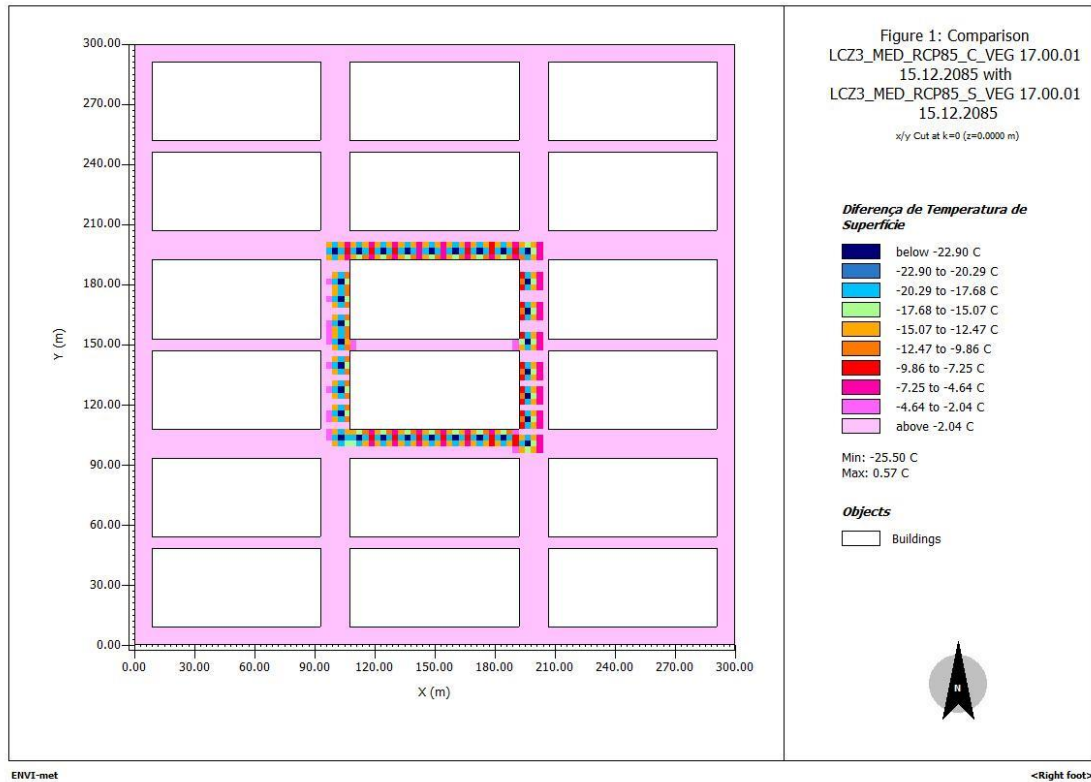 Figure 1: Comparison
LCZ3_MED_RCP85_C_VEG 17.00.01
15.12.2085 with
LCZ3_MED_RCP85_S_VEG 17.00.01
15.12.2085
x/y Cut at k=0 (z=0.0000 m)
Diferença de Temperatura de
Superfície
below -22.90 C
-22.90 to -20.29 C
-20.29 to -17.68 C
-17.68 to -15.07 C
-15.07 to -12.47 C
-12.47 to -9.86 C
-9.86 to -7.25 C
-7.25 to -4.64 C
-4.64 to -2.04 C
above -2.04 C
Min: -25.50 C
Max: 0.57 C
Objects
Buildings
N
300.00
270.00
240.00
210.00
180.00
150.00
120.00
90.00
60.00
30.00
0.00
Y (m)
0.00 30.00 60.00 90.00 120.00 150.00 180.00 210.00 240.00 270.00 300.00
X (m)
ENVI-met
<Right foot>